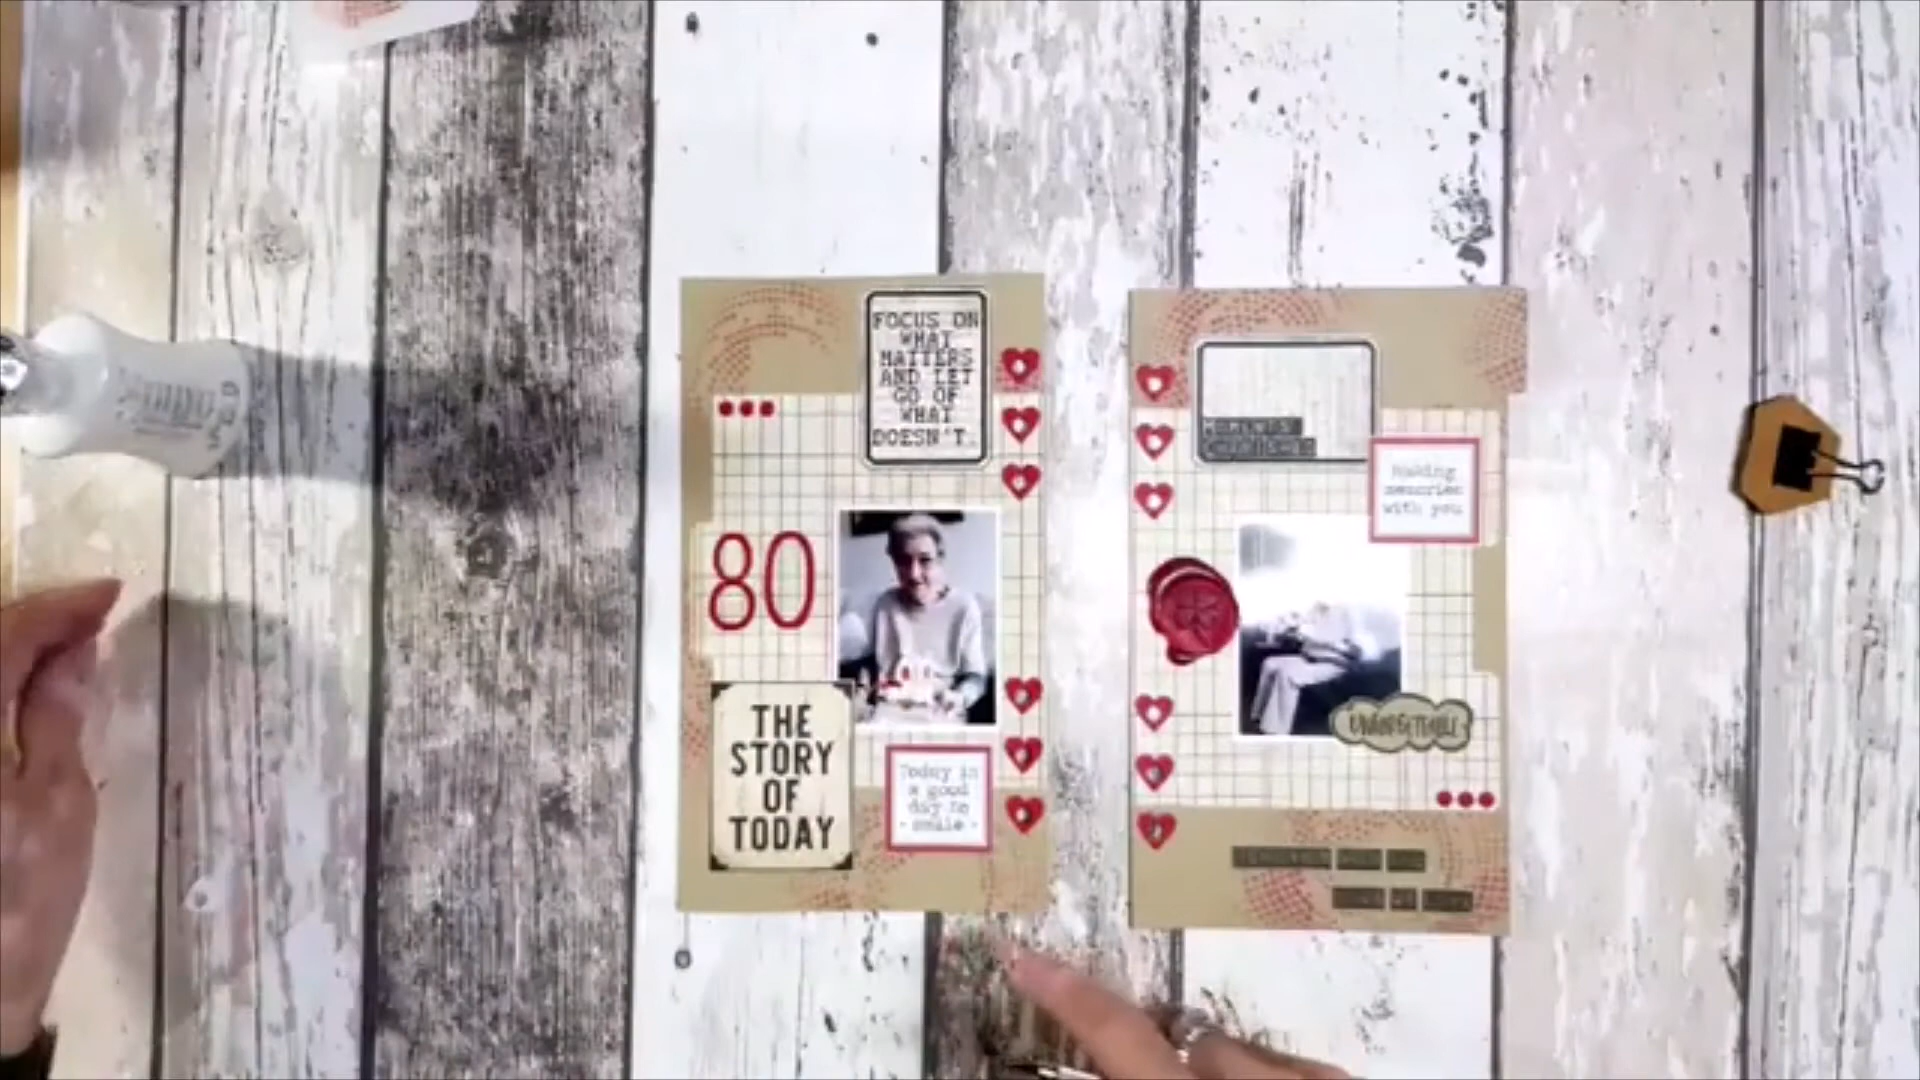 FOCUS ON
WHAT
MATTERS
AND LET
GO OF
WHAT
DOESN'T.
80
THE
STORY
OF
TODAY
Today is
a good
day to
- smile -
making
memories
with you
UNFORGETTABLE